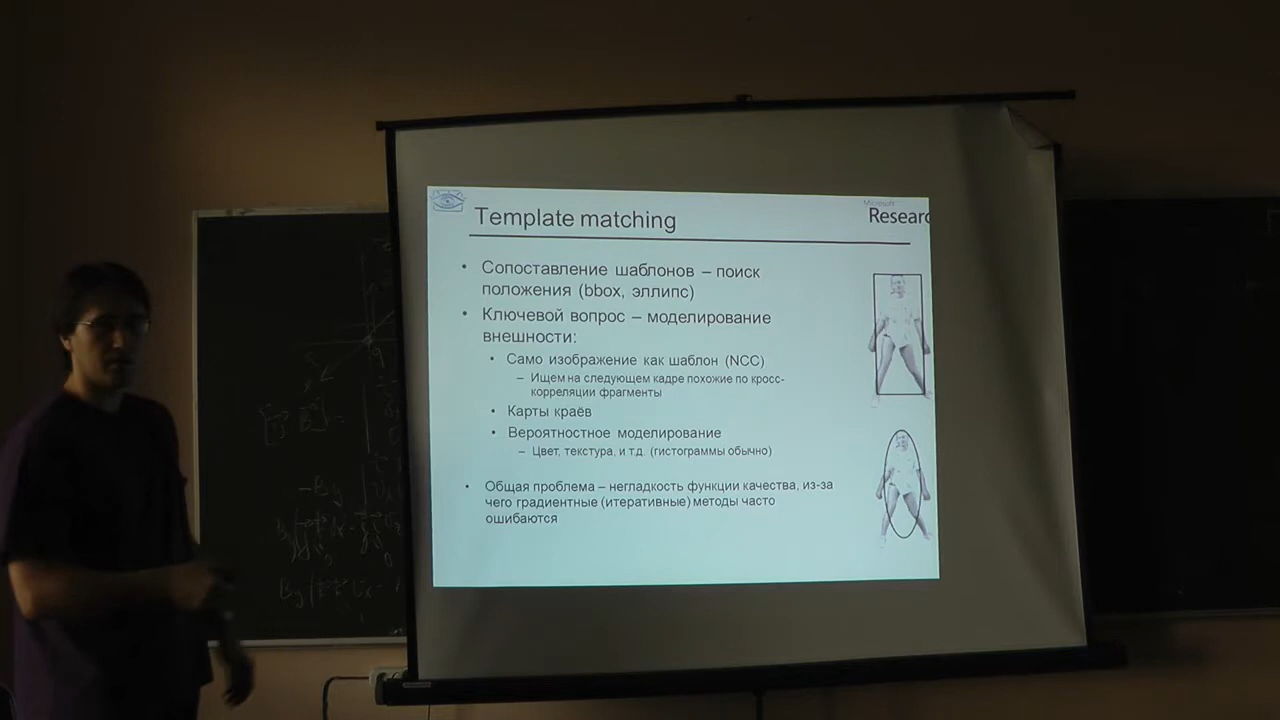 Template matching
Microsoft
Researc
• Сопоставление шаблонов – поиск
положения (bbox, эллипс)
• Ключевой вопрос – моделирование
внешности:
• Само изображение как шаблон (NCC)
– Ищем на следующем кадре похожие по кросс-
корреляции фрагменты
• Карты краёв
• Вероятностное моделирование
– Цвет, текстура, и т.д. (гистограммы обычно)
• Общая проблема – негладкость функции качества, из-за
чего градиентные (итеративные) методы часто
ошибаются